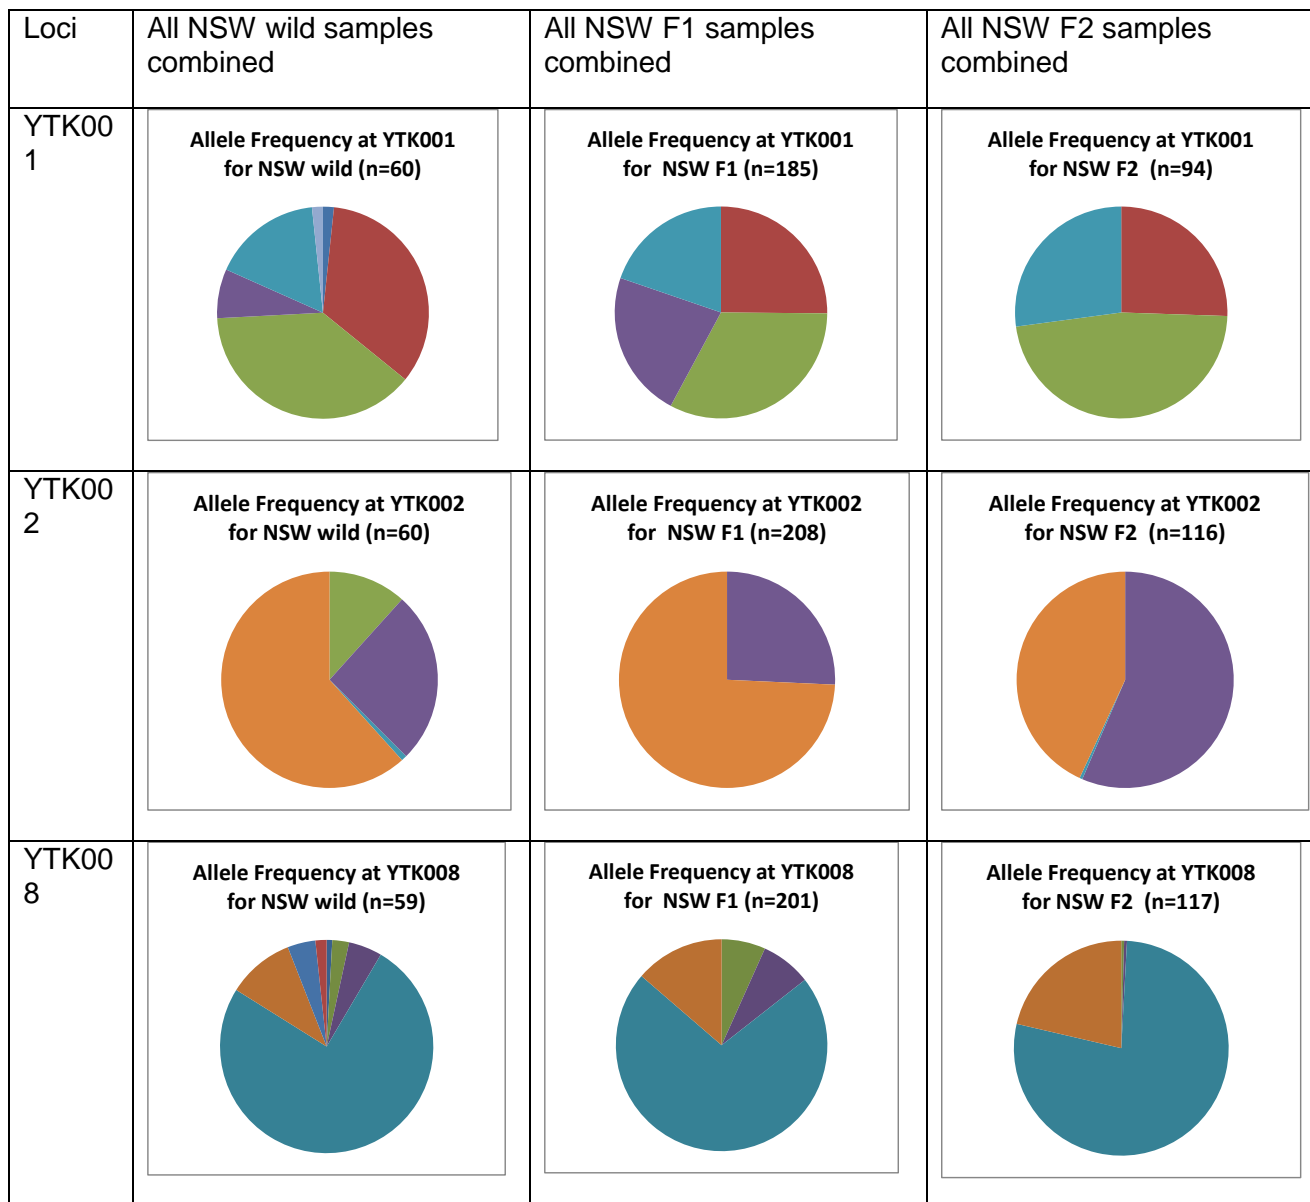 Loci
All NSW wild samples
combined
All NSW F1 samples
combined
All NSW F2 samples
combined
YTK00
1
Allele Frequency at YTK001
for NSW wild (n=60)
Allele Frequency at YTK001
for  NSW F1 (n=185)
Allele Frequency at YTK001
for NSW F2  (n=94)
YTK00
2
Allele Frequency at YTK002
for NSW wild (n=60)
Allele Frequency at YTK002
for  NSW F1 (n=208)
Allele Frequency at YTK002
for NSW F2  (n=116)
YTK00
8
Allele Frequency at YTK008
for NSW wild (n=59)
Allele Frequency at YTK008
for  NSW F1 (n=201)
Allele Frequency at YTK008
for NSW F2  (n=117)